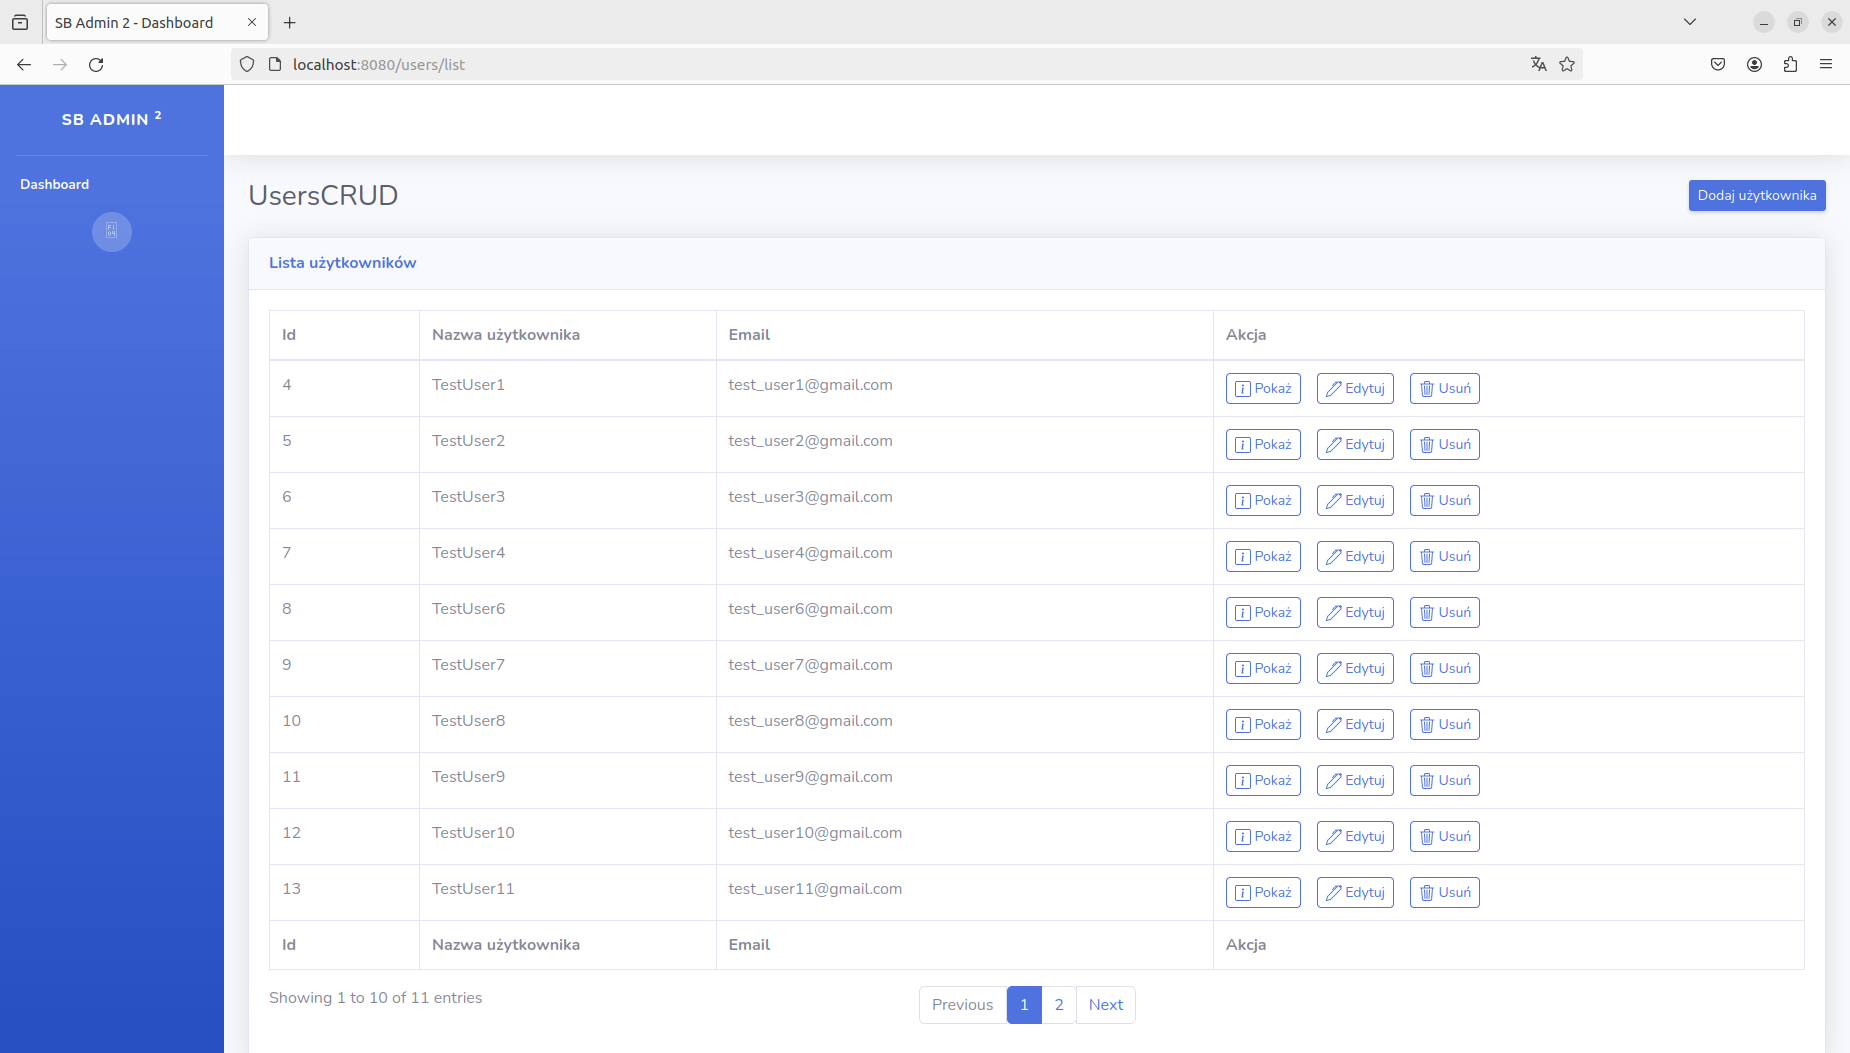 SB Admin 2 - Dashboard
localhost:8080/users/list
SB ADMIN 2
Dashboard
UsersCRUD
Dodaj użytkownika
Lista użytkowników
Id Nazwa użytkownika Email Akcja
4 TestUser1 test_user1@gmail.com Pokaż Edytuj Usuń
5 TestUser2 test_user2@gmail.com Pokaż Edytuj Usuń
6 TestUser3 test_user3@gmail.com Pokaż Edytuj Usuń
7 TestUser4 test_user4@gmail.com Pokaż Edytuj Usuń
8 TestUser6 test_user6@gmail.com Pokaż Edytuj Usuń
9 TestUser7 test_user7@gmail.com Pokaż Edytuj Usuń
10 TestUser8 test_user8@gmail.com Pokaż Edytuj Usuń
11 TestUser9 test_user9@gmail.com Pokaż Edytuj Usuń
12 TestUser10 test_user10@gmail.com Pokaż Edytuj Usuń
13 TestUser11 test_user11@gmail.com Pokaż Edytuj Usuń
Id Nazwa użytkownika Email Akcja
Showing 1 to 10 of 11 entries
Previous 1 2 Next